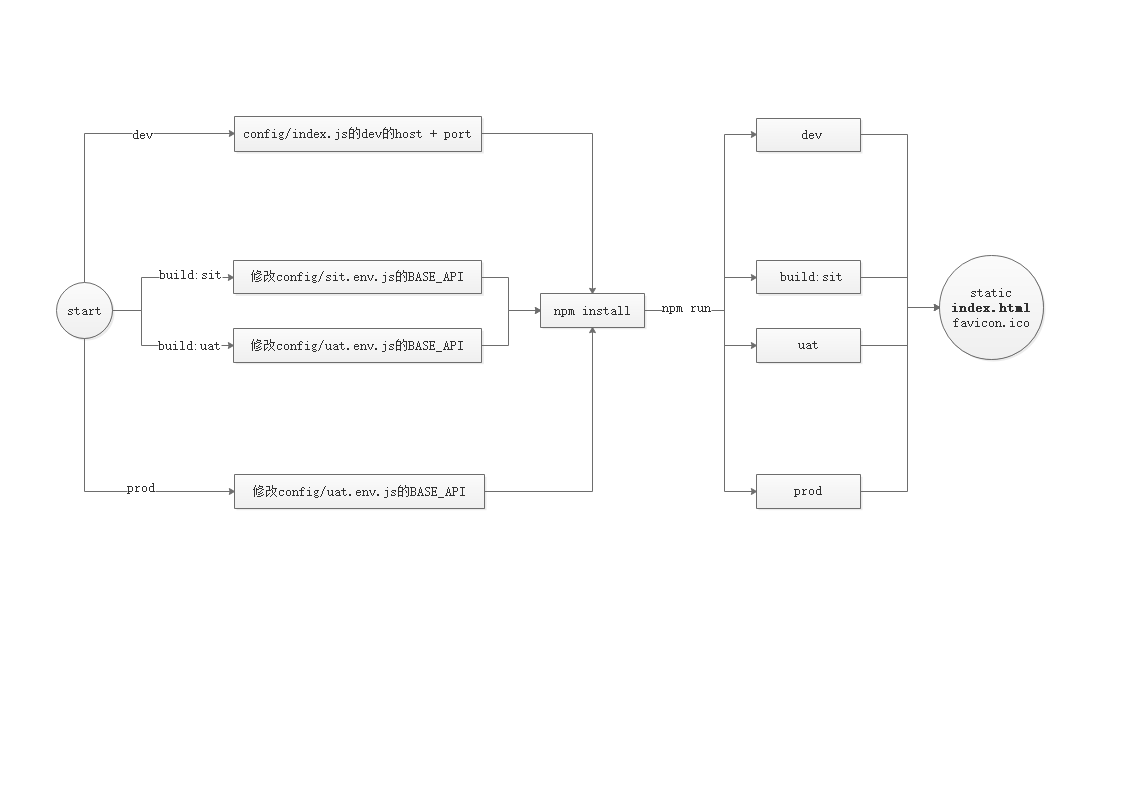 dev
config/index.js的dev的host + port
dev
build:sit
修改config/sit.env.js的BASE_API
build:sit
start
npm install
npm run
static
index.html
favicon.ico
build:uat
修改config/uat.env.js的BASE_API
uat
prod
修改config/uat.env.js的BASE_API
prod